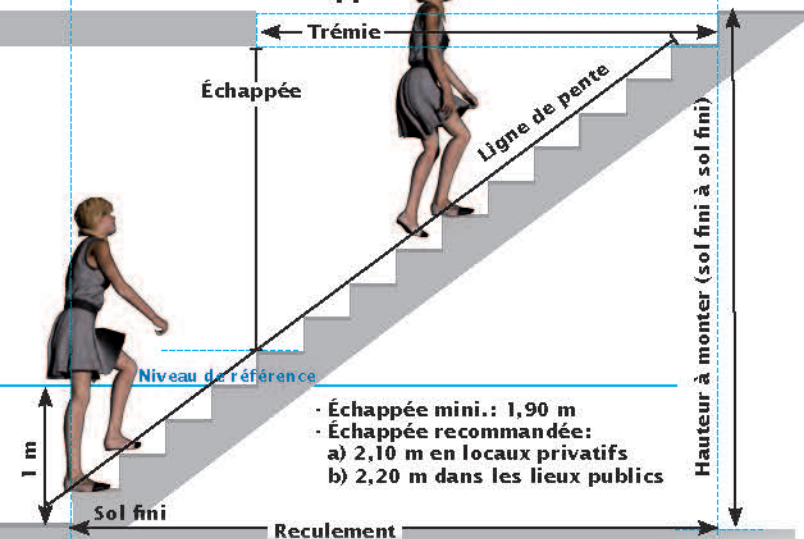 Trémie
Échappée
Ligne de pente
Hauteur à monter (sol fini à sol fini)
Niveau de référence
- Échappée mini.: 1,90 m
- Échappée recommandée:
a) 2,10 m en locaux privatifs
b) 2,20 m dans les lieux publics
1 m
Sol fini
Reculement